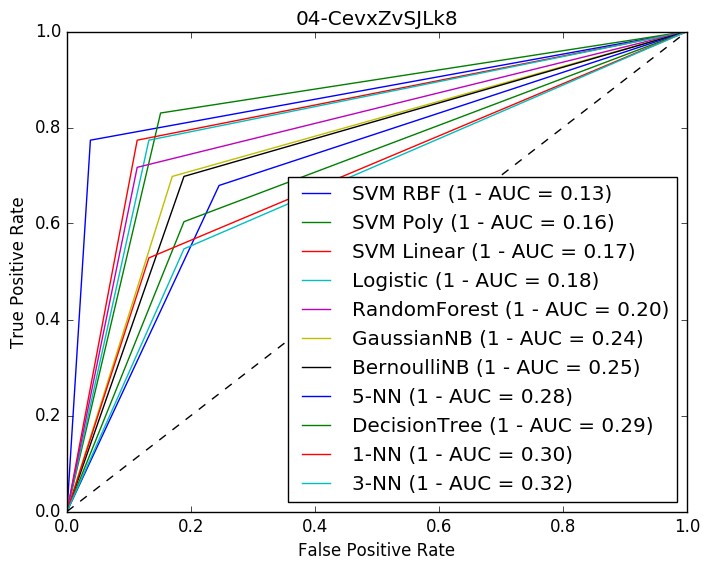 04-CevxZvSJLk8
True Positive Rate
1.0
0.8
0.6
0.4
0.2
0.0
SVM RBF (1 - AUC = 0.13)
SVM Poly (1 - AUC = 0.16)
SVM Linear (1 - AUC = 0.17)
Logistic (1 - AUC = 0.18)
RandomForest (1 - AUC = 0.20)
GaussianNB (1 - AUC = 0.24)
BernoulliNB (1 - AUC = 0.25)
5-NN (1 - AUC = 0.28)
DecisionTree (1 - AUC = 0.29)
1-NN (1 - AUC = 0.30)
3-NN (1 - AUC = 0.32)
0.0 0.2 0.4 0.6 0.8 1.0
False Positive Rate